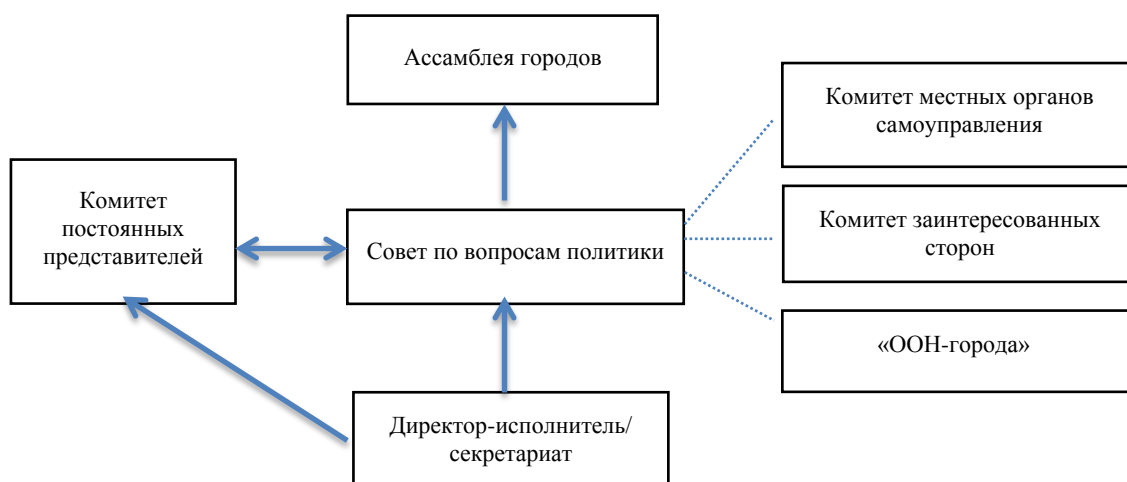 Ассамблея городов
Комитет местных органов
самоуправления
Комитет
постоянных
представителей
Совет по вопросам политики
Комитет заинтересованных
сторон
«ООН-города»
Директор-исполнитель/
секретариат